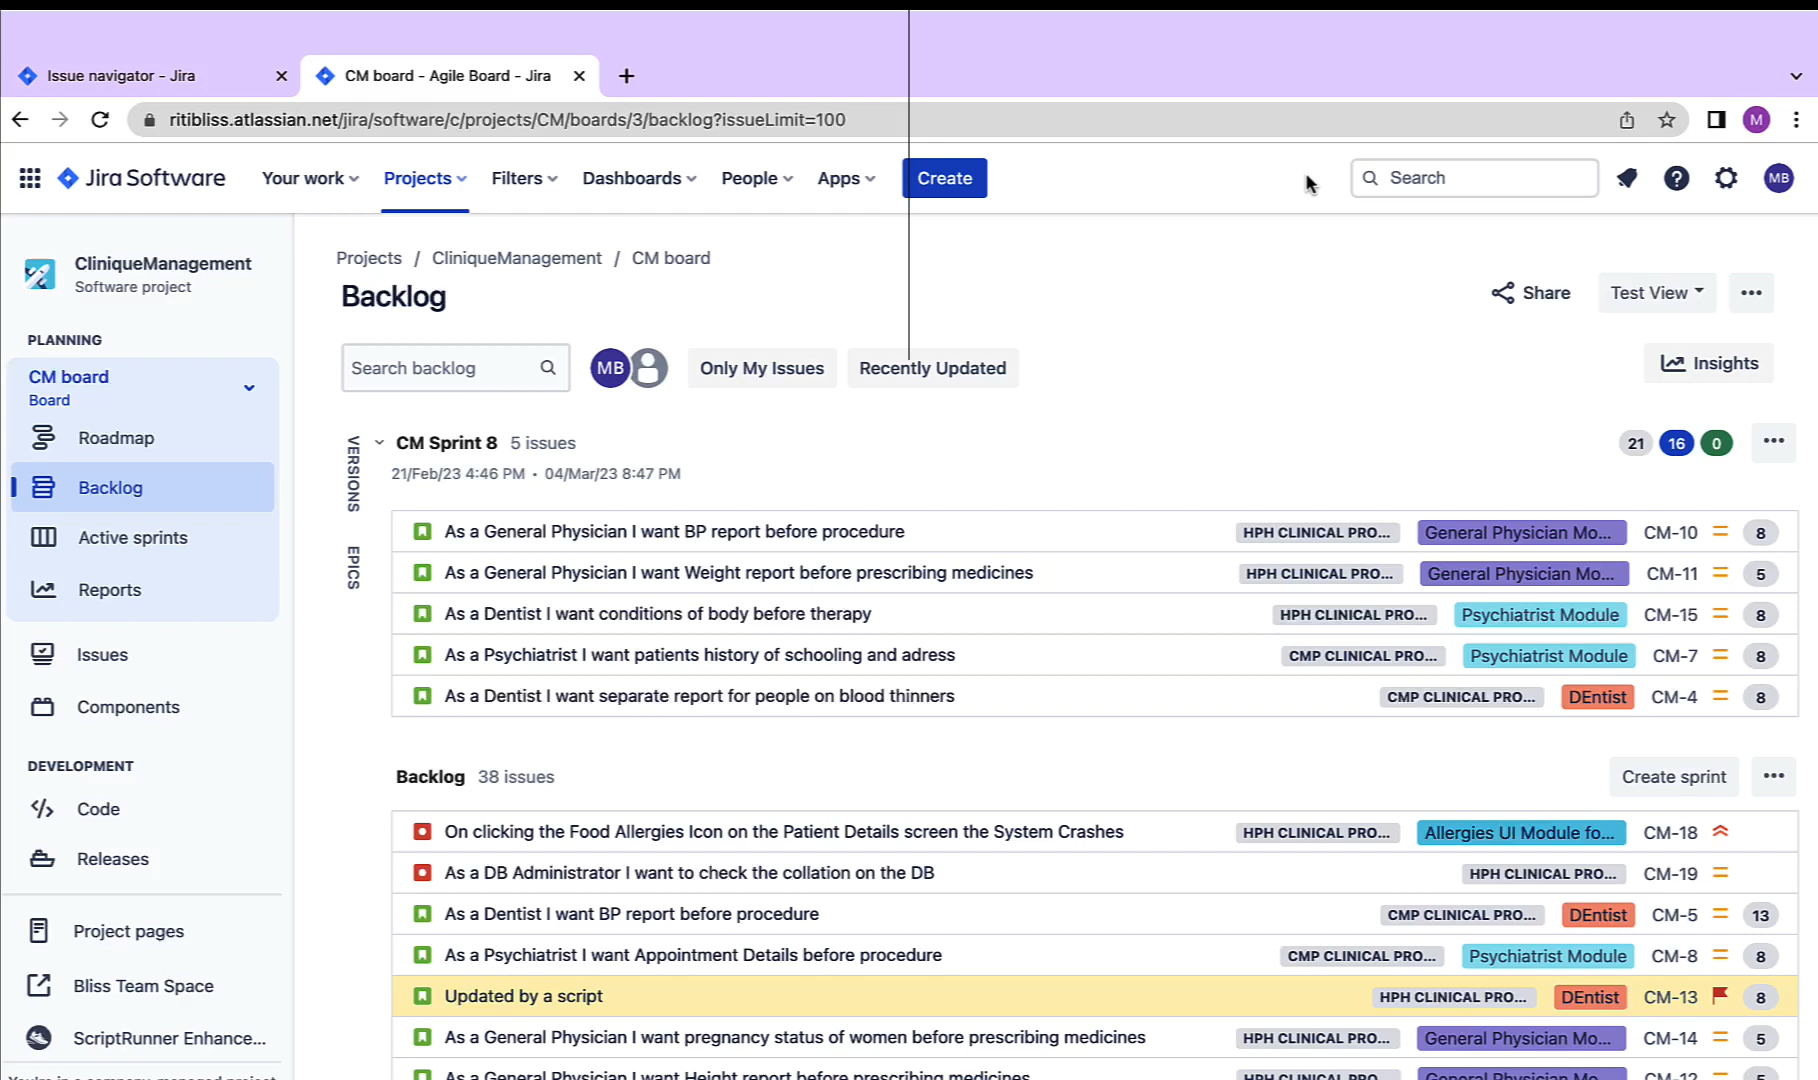 Issue navigator - Jira
CM board - Agile Board - Jira
ritibliss.atlassian.net/jira/software/c/projects/CM/boards/3/backlog?issueLimit=100
M
Jira Software
Your work
Projects
Filters
Dashboards
People
Apps
Create
Search
MB
CliniqueManagement
Software project
PLANNING
CM board
Board
Roadmap
Backlog
Active sprints
Reports
Issues
Components
DEVELOPMENT
Code
Releases
Project pages
Bliss Team Space
ScriptRunner Enhance...
You're in a company-managed project
Projects / CliniqueManagement / CM board
Backlog
Share
Test View
Search backlog
MB
Only My Issues
Recently Updated
Insights
VERSIONS
EPICS
CM Sprint 8 5 issues
21 16 0
21/Feb/23 4:46 PM • 04/Mar/23 8:47 PM
As a General Physician I want BP report before procedure HPH CLINICAL PRO... General Physician Mo... CM-10 8
As a General Physician I want Weight report before prescribing medicines HPH CLINICAL PRO... General Physician Mo... CM-11 5
As a Dentist I want conditions of body before therapy HPH CLINICAL PRO... Psychiatrist Module CM-15 8
As a Psychiatrist I want patients history of schooling and adress CMP CLINICAL PRO... Psychiatrist Module CM-7 8
As a Dentist I want separate report for people on blood thinners CMP CLINICAL PRO... DEntist CM-4 8
Backlog 38 issues
Create sprint
On clicking the Food Allergies Icon on the Patient Details screen the System Crashes HPH CLINICAL PRO... Allergies UI Module fo... CM-18
As a DB Administrator I want to check the collation on the DB HPH CLINICAL PRO... CM-19
As a Dentist I want BP report before procedure CMP CLINICAL PRO... DEntist CM-5 13
As a Psychiatrist I want Appointment Details before procedure CMP CLINICAL PRO... Psychiatrist Module CM-8 8
Updated by a script HPH CLINICAL PRO... DEntist CM-13 8
As a General Physician I want pregnancy status of women before prescribing medicines HPH CLINICAL PRO... General Physician Mo... CM-14 5
As a General Physician I want Height report before prescribing medicines HPH CLINICAL PRO... General Physician Mo... CM-12 5